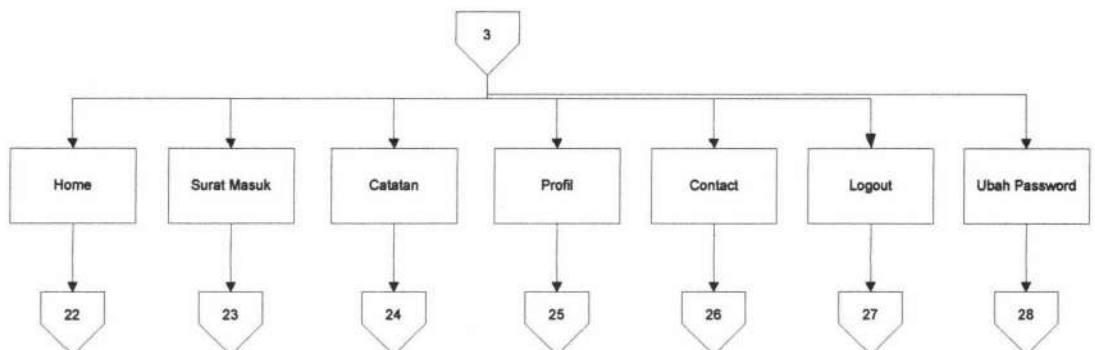 3
Home
Surat Masuk
Catatan
Profil
Contact
Logout
Ubah Password
22
23
24
25
26
27
28